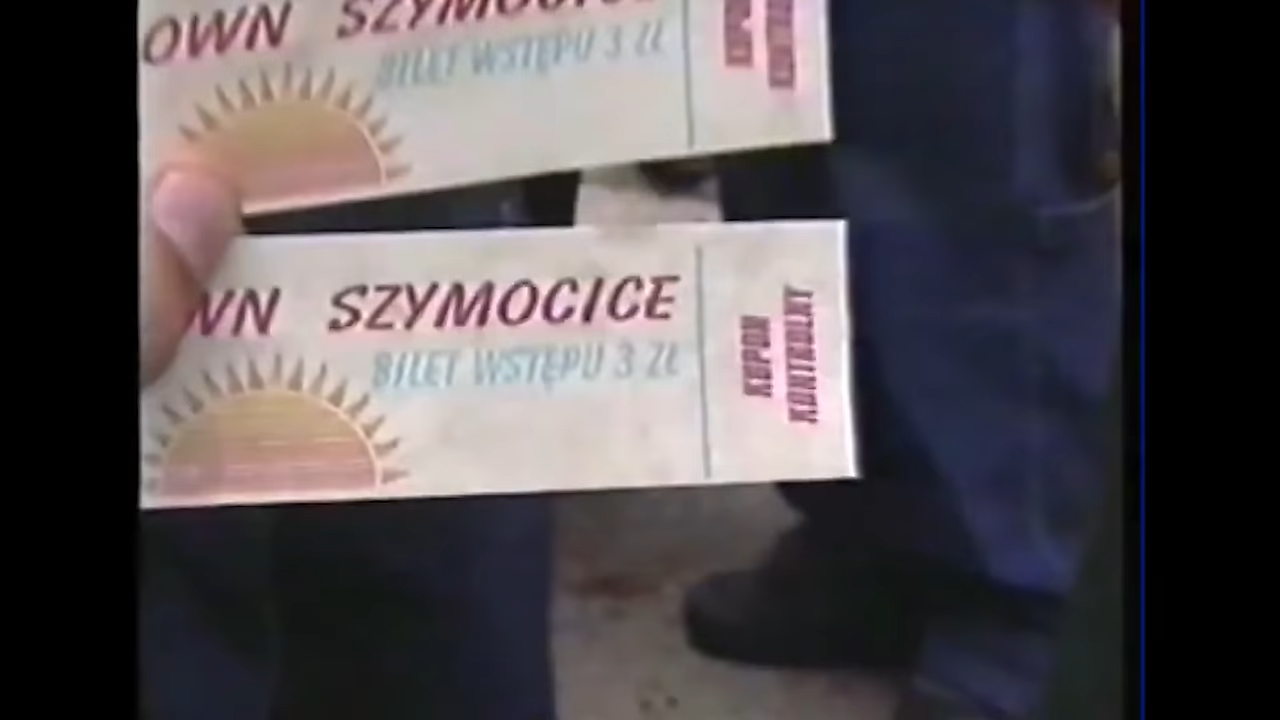 OWN SZYMOCICE
BILET WSTĘPU 3 ZŁ
KUPON
KONTROLNY
WN SZYMOCICE
BILET WSTĘPU 3 ZŁ
KUPON
KONTROLNY